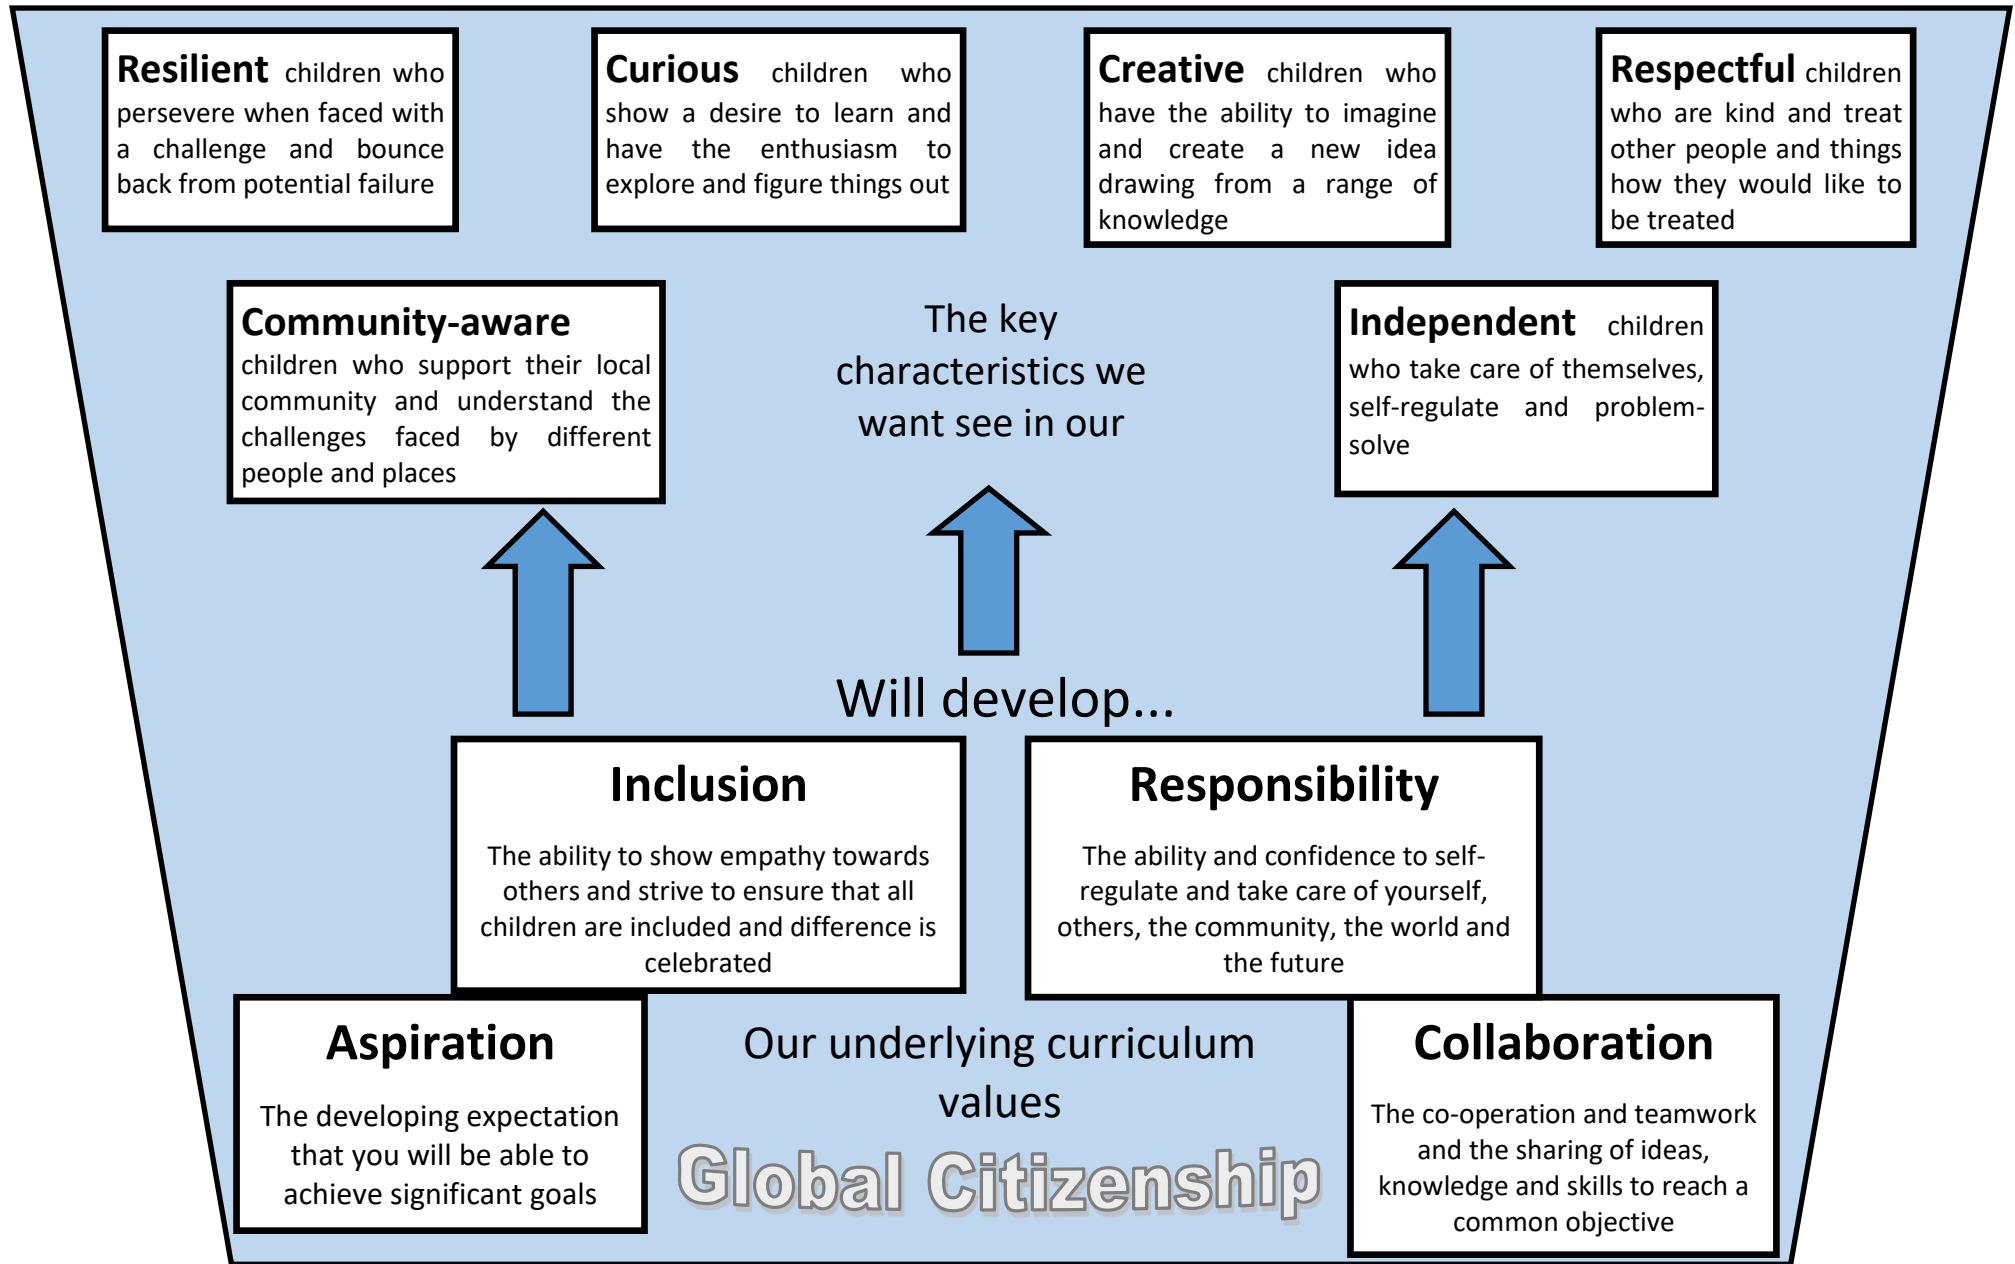 Resilient children who
persevere when faced with
a challenge and bounce
back from potential failure
Curious children who
show a desire to learn and
have the enthusiasm to
explore and figure things out
Creative children who
have the ability to imagine
and create a new idea
drawing from a range of
knowledge
Respectful children
who are kind and treat
other people and things
how they would like to
be treated
Community-aware
children who support their local
community and understand the
challenges faced by different
people and places
The key
characteristics we
want see in our
Independent children
who take care of themselves,
self-regulate and problem-
solve
Will develop...
Inclusion
The ability to show empathy towards
others and strive to ensure that all
children are included and difference is
celebrated
Responsibility
The ability and confidence to self-
regulate and take care of yourself,
others, the community, the world and
the future
Aspiration
The developing expectation
that you will be able to
achieve significant goals
Our underlying curriculum
values
Global Citizenship
Collaboration
The co-operation and teamwork
and the sharing of ideas,
knowledge and skills to reach a
common objective